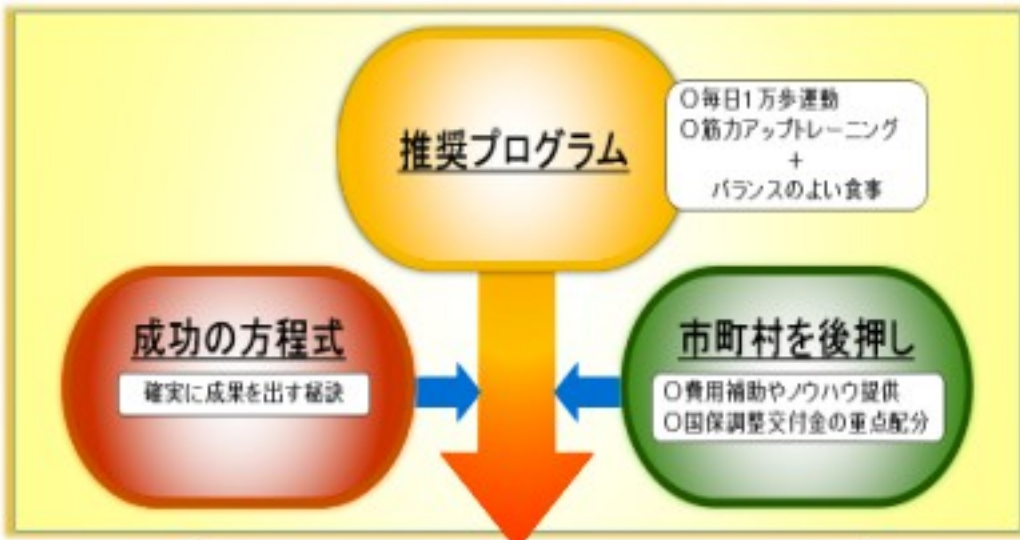 推奨プログラム
○毎日1万歩運動
○筋力アップトレーニング
+
バランスのよい食事
成功の方程式
確実に成果を出す秘訣
市町村を後押し
○費用補助やノウハウ提供
○国保調整交付金の重点配分